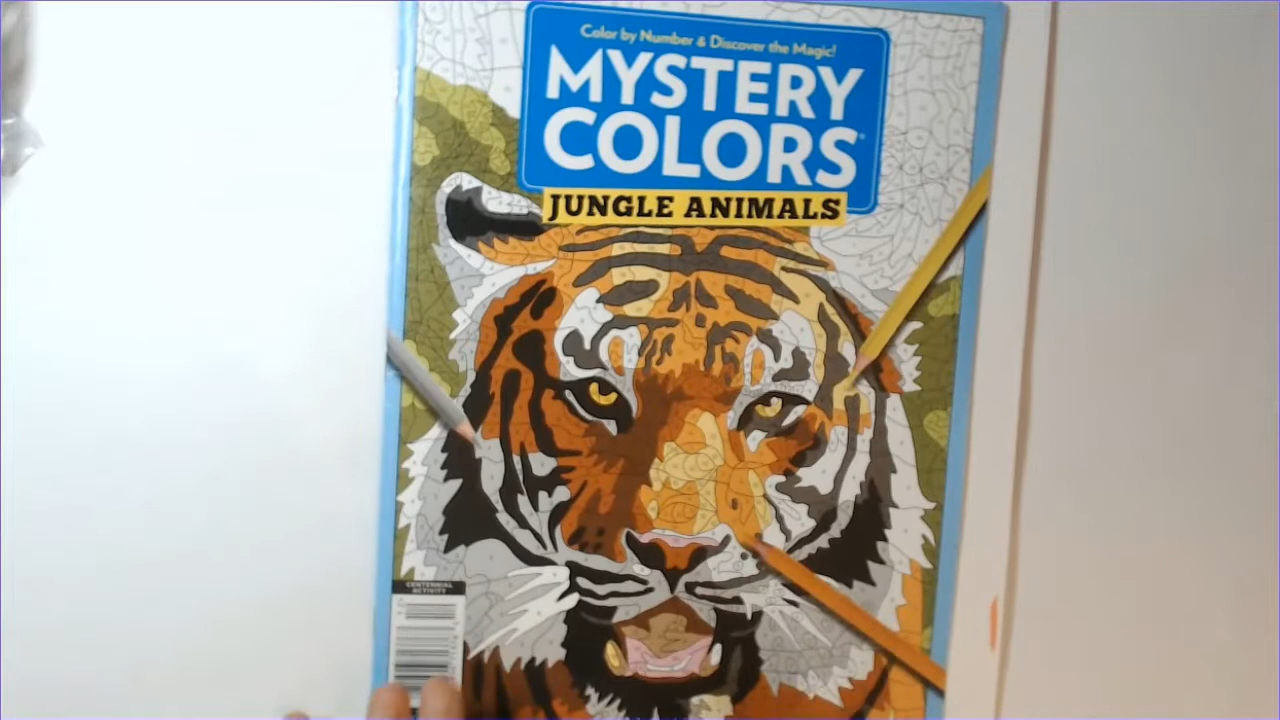 Color by Number & Discover the Magic!
MYSTERY
COLORS®
JUNGLE ANIMALS
CENTENNIAL
ACTIVITY